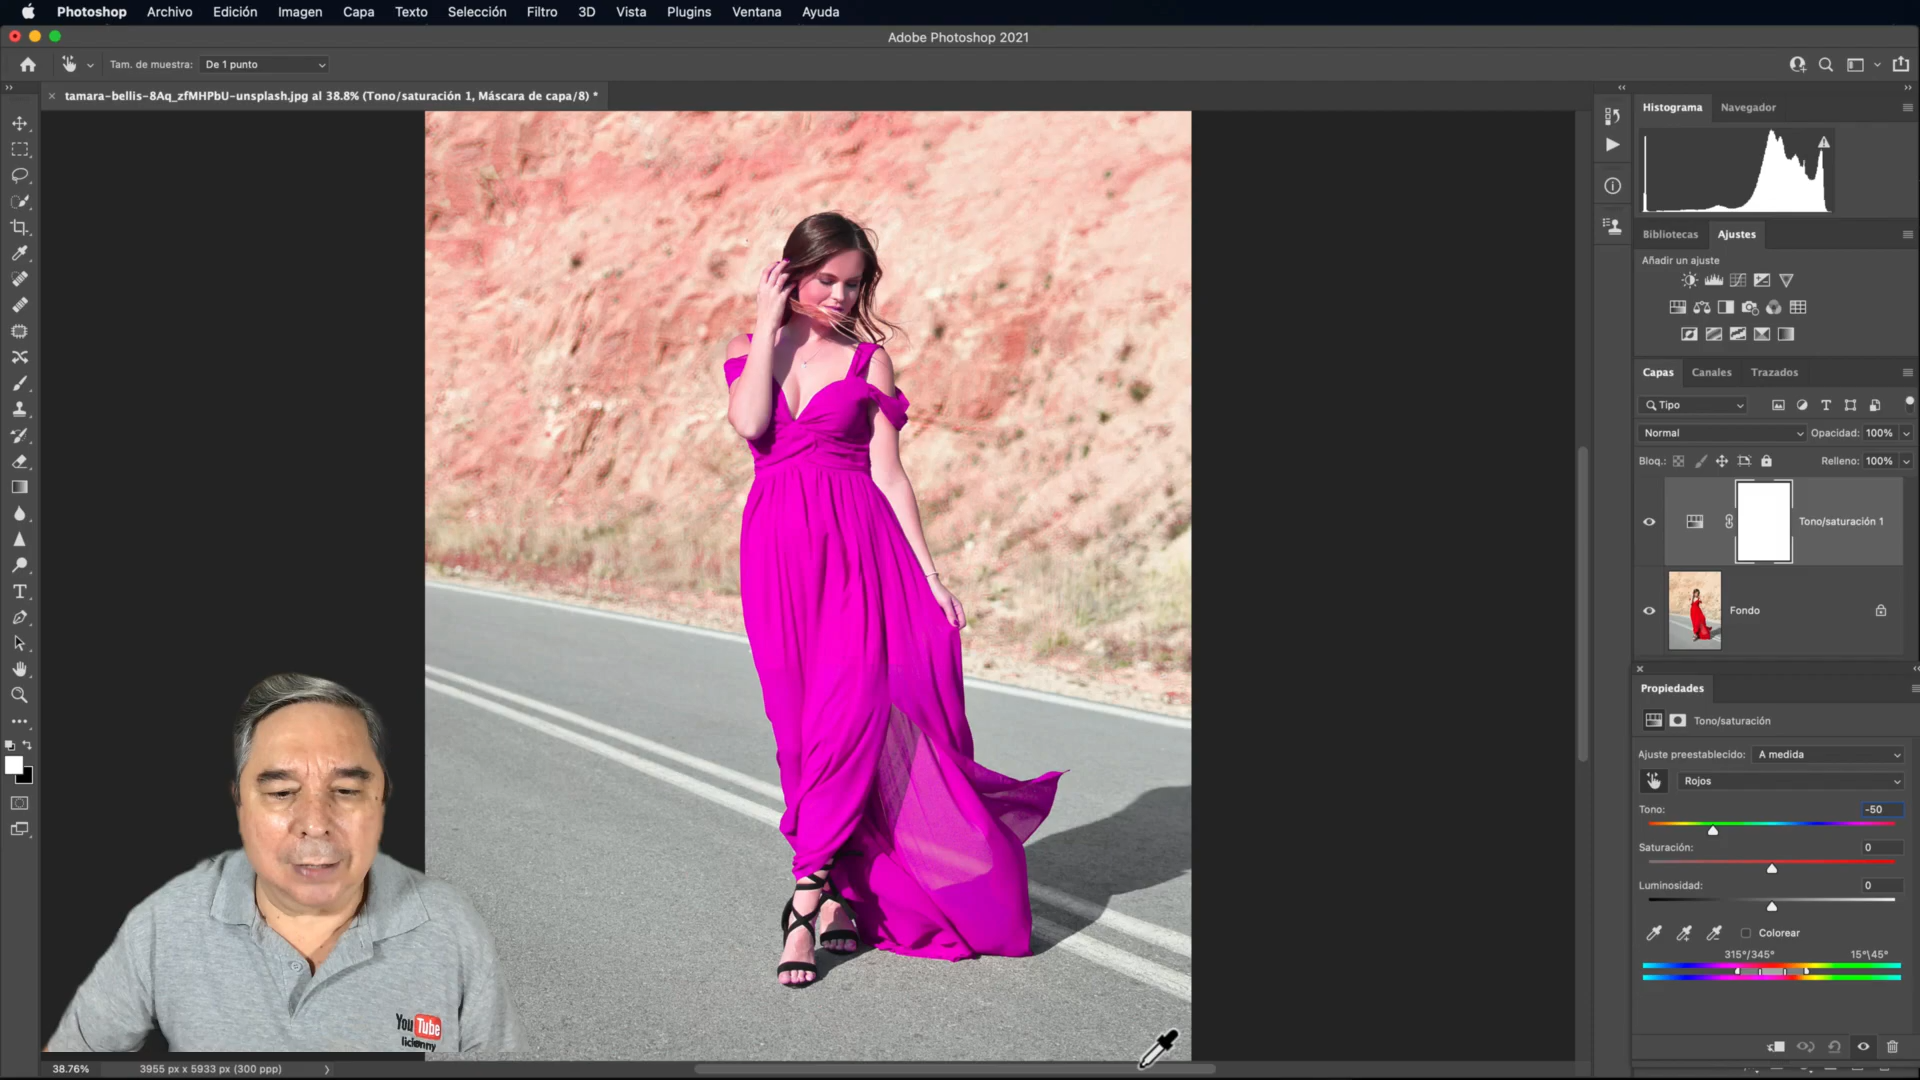 Photoshop Archivo Edición Imagen Capa Texto Selección Filtro 3D Vista Plugins Ventana Ayuda
Adobe Photoshop 2021
Tam. de muestra: De 1 punto
tamara-bellis-8Aq_zfMHPbU-unsplash.jpg al 38.8% (Tono/saturación 1, Máscara de capa/8) *
Histograma Navegador
Bibliotecas Ajustes
Añadir un ajuste
Capas Canales Trazados
Tipo
Normal Opacidad: 100%
Bloq.: Relleno: 100%
Tono/saturación 1
Fondo
Propiedades
Tono/saturación
Ajuste preestablecido: A medida
Rojos
Tono: -50
Saturación: 0
Luminosidad: 0
Colorear
315°/345° 15°\45°
You Tube
38.76% 3955 px x 5933 px (300 ppp)